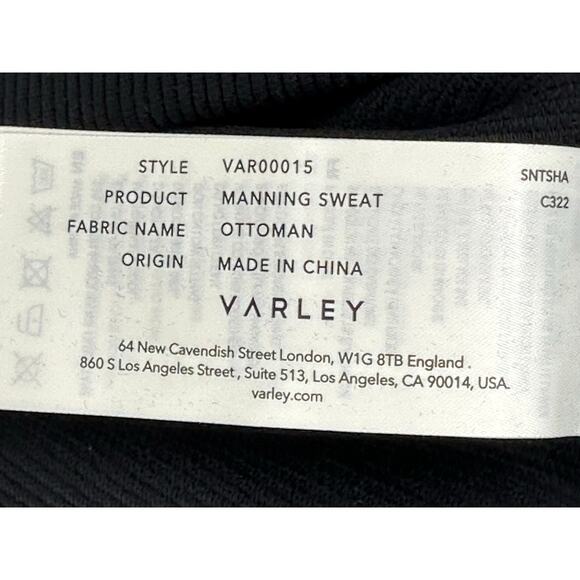 STYLE VAR00015
PRODUCT MANNING SWEAT
FABRIC NAME OTTOMAN
ORIGIN MADE IN CHINA
SNTSHA
C322
VARLEY
64 New Cavendish Street London, W1G 8TB England .
860 S Los Angeles Street , Suite 513, Los Angeles, CA 90014, USA.
varley.com